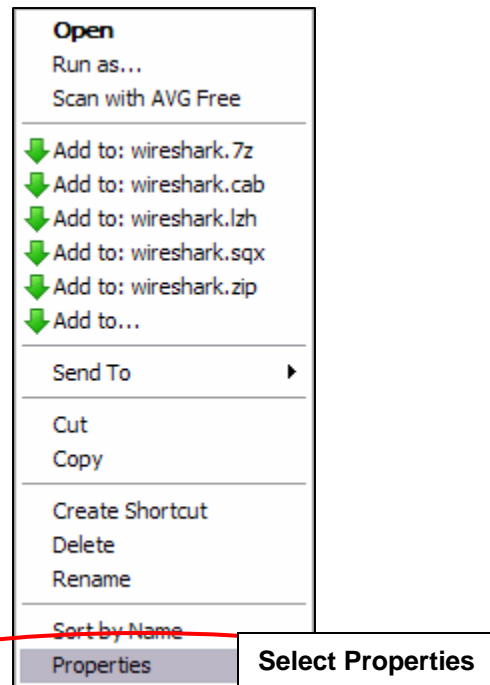 Open
Run as...
Scan with AVG Free
Add to: wireshark.7z
Add to: wireshark.cab
Add to: wireshark.lzh
Add to: wireshark.sqx
Add to: wireshark.zip
Add to...
Send To
Cut
Copy
Create Shortcut
Delete
Rename
Sort by Name
Properties
Select Properties